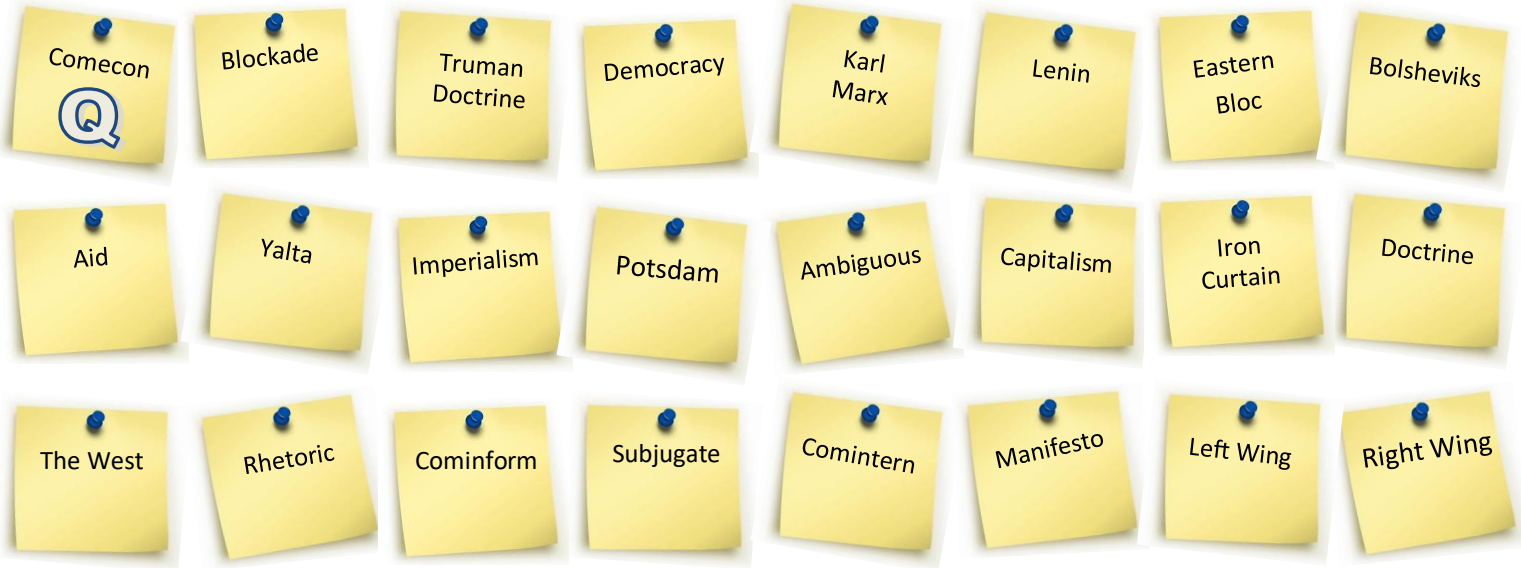 Comecon
Q
Blockade
Truman
Doctrine
Democracy
Karl
Marx
Lenin
Eastern
Bloc
Bolsheviks
Aid
Yalta
Imperialism
Potsdam
Ambiguous
Capitalism
Iron
Curtain
Doctrine
The West
Rhetoric
Cominform
Subjugate
Comintern
Manifesto
Left Wing
Right Wing